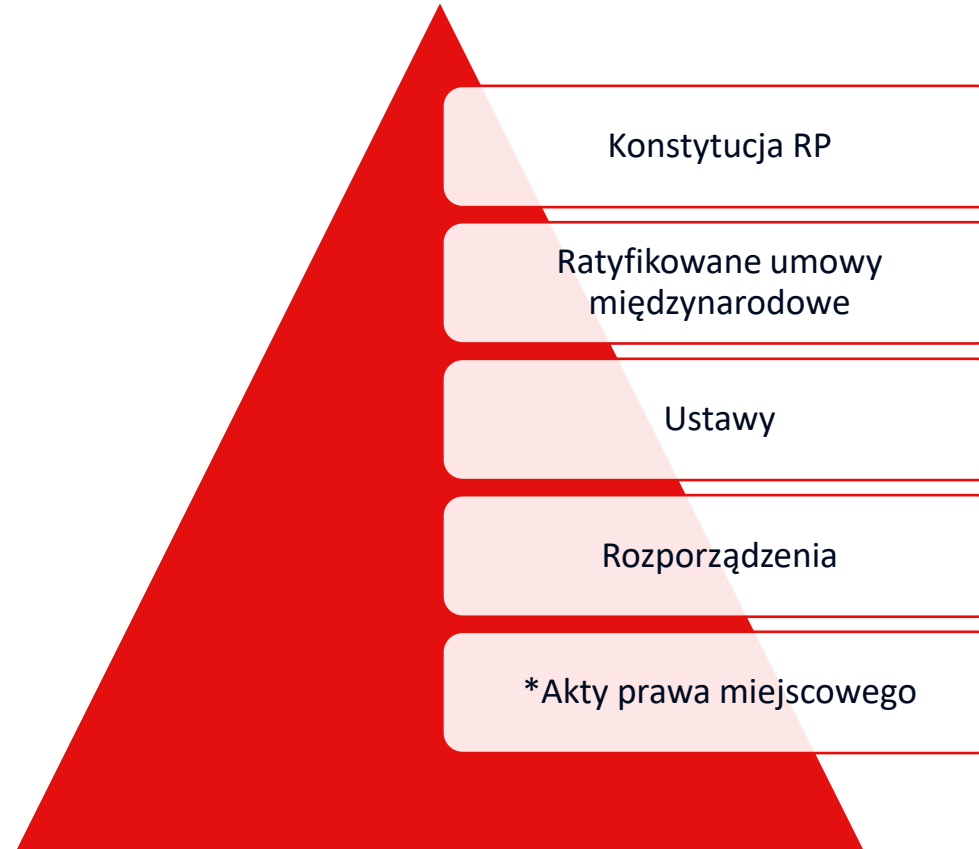 Konstytucja RP
Ratyfikowane umowy
międzynarodowe
Ustawy
Rozporządzenia
*Akty prawa miejscowego